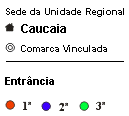 Sede da Unidade Regional
Caucaia
Comarca Vinculada
Entrância
1ª 2ª 3ª